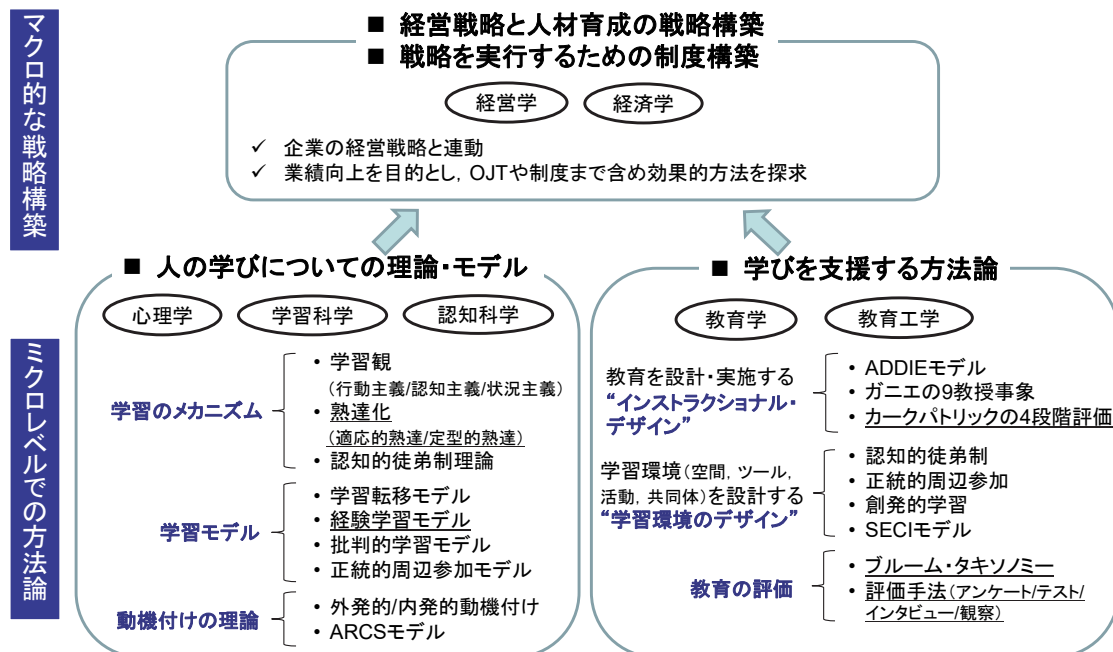 マクロ的な戦略構築
■ 経営戦略と人材育成の戦略構築
■ 戦略を実行するための制度構築
経営学
経済学
✓ 企業の経営戦略と連動
✓ 業績向上を目的とし，OJTや制度まで含め効果的方法を探求
ミクロレベルでの方法論
■ 人の学びについての理論・モデル
心理学
学習科学
認知科学
学習のメカニズム
・学習観
(行動主義/認知主義/状況主義)
・熟達化
(適応的熟達/定型的熟達)
・認知的徒弟制理論
学習モデル
・学習転移モデル
・経験学習モデル
・批判的学習モデル
・正統的周辺参加モデル
動機付けの理論
・外発的/内発的動機付け
・ARCSモデル
■ 学びを支援する方法論
教育学
教育工学
教育を設計・実施する
“インストラクショナル・
デザイン”
・ADDIEモデル
・ガニエの9教授事象
・カークパトリックの4段階評価
学習環境(空間，ツール，
活動，共同体)を設計する
“学習環境のデザイン”
・認知的徒弟制
・正統的周辺参加
・創発的学習
・SECIモデル
教育の評価
・ブルーム・タキソノミー
・評価手法(アンケート/テスト/
インタビュー/観察)